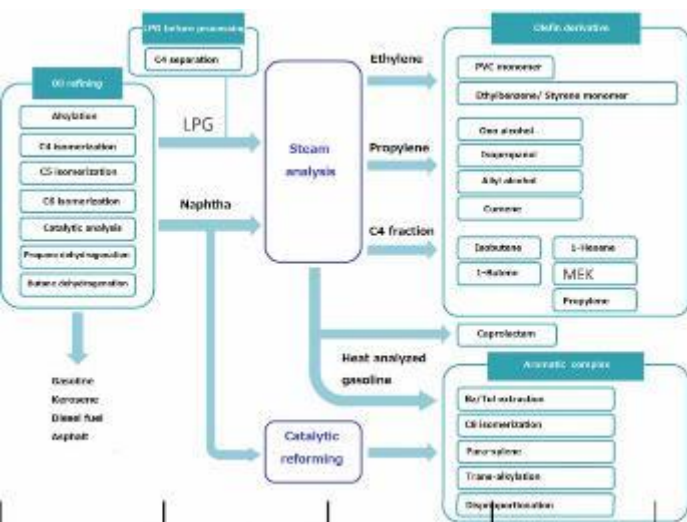 LPG before processing
C4 separation
Oil refining
Alkylation
C4 isomerization
C5 isomerization
C6 isomerization
Catalytic analysis
Propane dehydrogenation
Butane dehydrogenation
Gasoline
Kerosene
Diesel fuel
Asphalt
LPG
Naphtha
Steam
analysis
Catalytic
reforming
Ethylene
Propylene
C4 fraction
Heat analyzed
gasoline
Olefin derivative
PVC monomer
Ethylbenzene/ Styrene monomer
alcohol
Isopropanol
Allyl alcohol
Cumene
Isobutene
1-Hexene
1-Butene
MEK
Propylene
Caprolactam
Aromatic complex
Bz/Tol extraction
C8 isomerization
Para-xylene
Trane-alkylation
Disproportionation